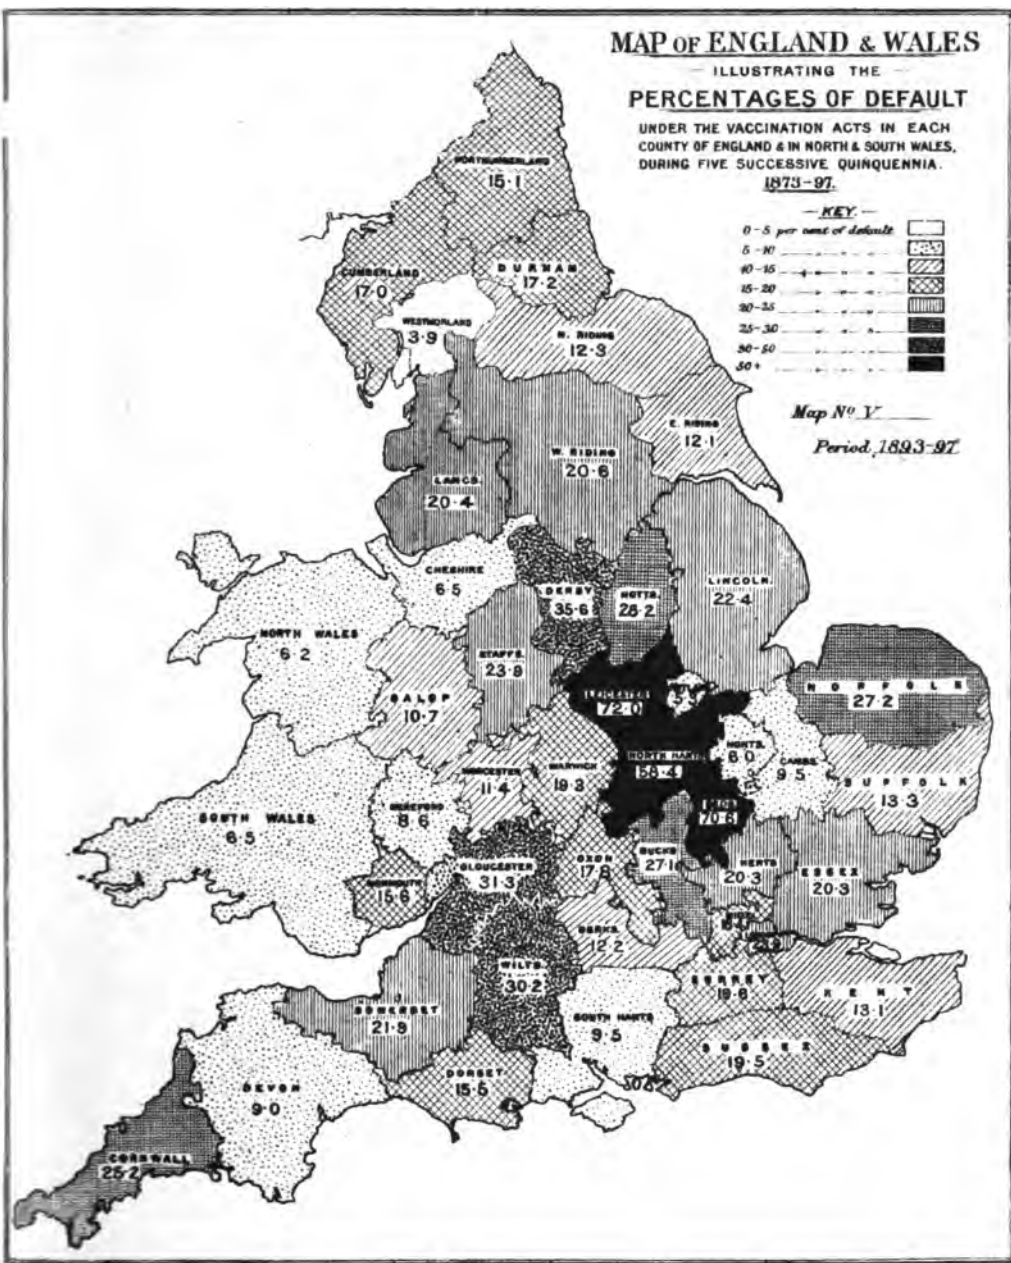 MAP OF ENGLAND & WALES
ILLUSTRATING THE
PERCENTAGES OF DEFAULT
UNDER THE VACCINATION ACTS IN EACH
COUNTY OF ENGLAND & IN NORTH & SOUTH WALES,
DURING FIVE SUCCESSIVE QUINQUENNIA.
1873-97.
KEY.
0-5 per cent of default
5-10
10-15
15-20
20-25
25-30
30-50
50+
Map No. V
Period 1893-97
NORTHUMBERLAND
15.1
CUMBERLAND
17.0
DURHAM
17.2
WESTMORLAND
3.9
N. RIDING
12.3
E. RIDING
12.1
W. RIDING
20.6
LANCS.
20.4
CHESHIRE
6.5
DERBY
35.6
NOTTS.
28.2
LINCOLN.
22.4
NORTH WALES
6.2
STAFFS.
23.9
SALOP
10.7
LEICESTER
72.0
NORFOLK
27.2
NORTH HANTS
68.4
HUNTS.
6.0
CAMBS.
9.5
SUFFOLK
13.3
WORCESTER
11.4
WARWICK
19.3
HEREFORD
8.6
SOUTH WALES
6.5
BEDS.
70.6
MONMOUTH
15.6
GLOUCESTER
31.3
OXON
BUCKS
27.1
HERTS
20.3
ESSEX
20.3
BERKS.
12.2
WILTS.
30.2
SURREY
19.8
KENT
13.1
SOMERSET
21.9
SOUTH HANTS
9.5
SUSSEX
19.5
DORSET
15.5
DEVON
9.0
CORNWALL